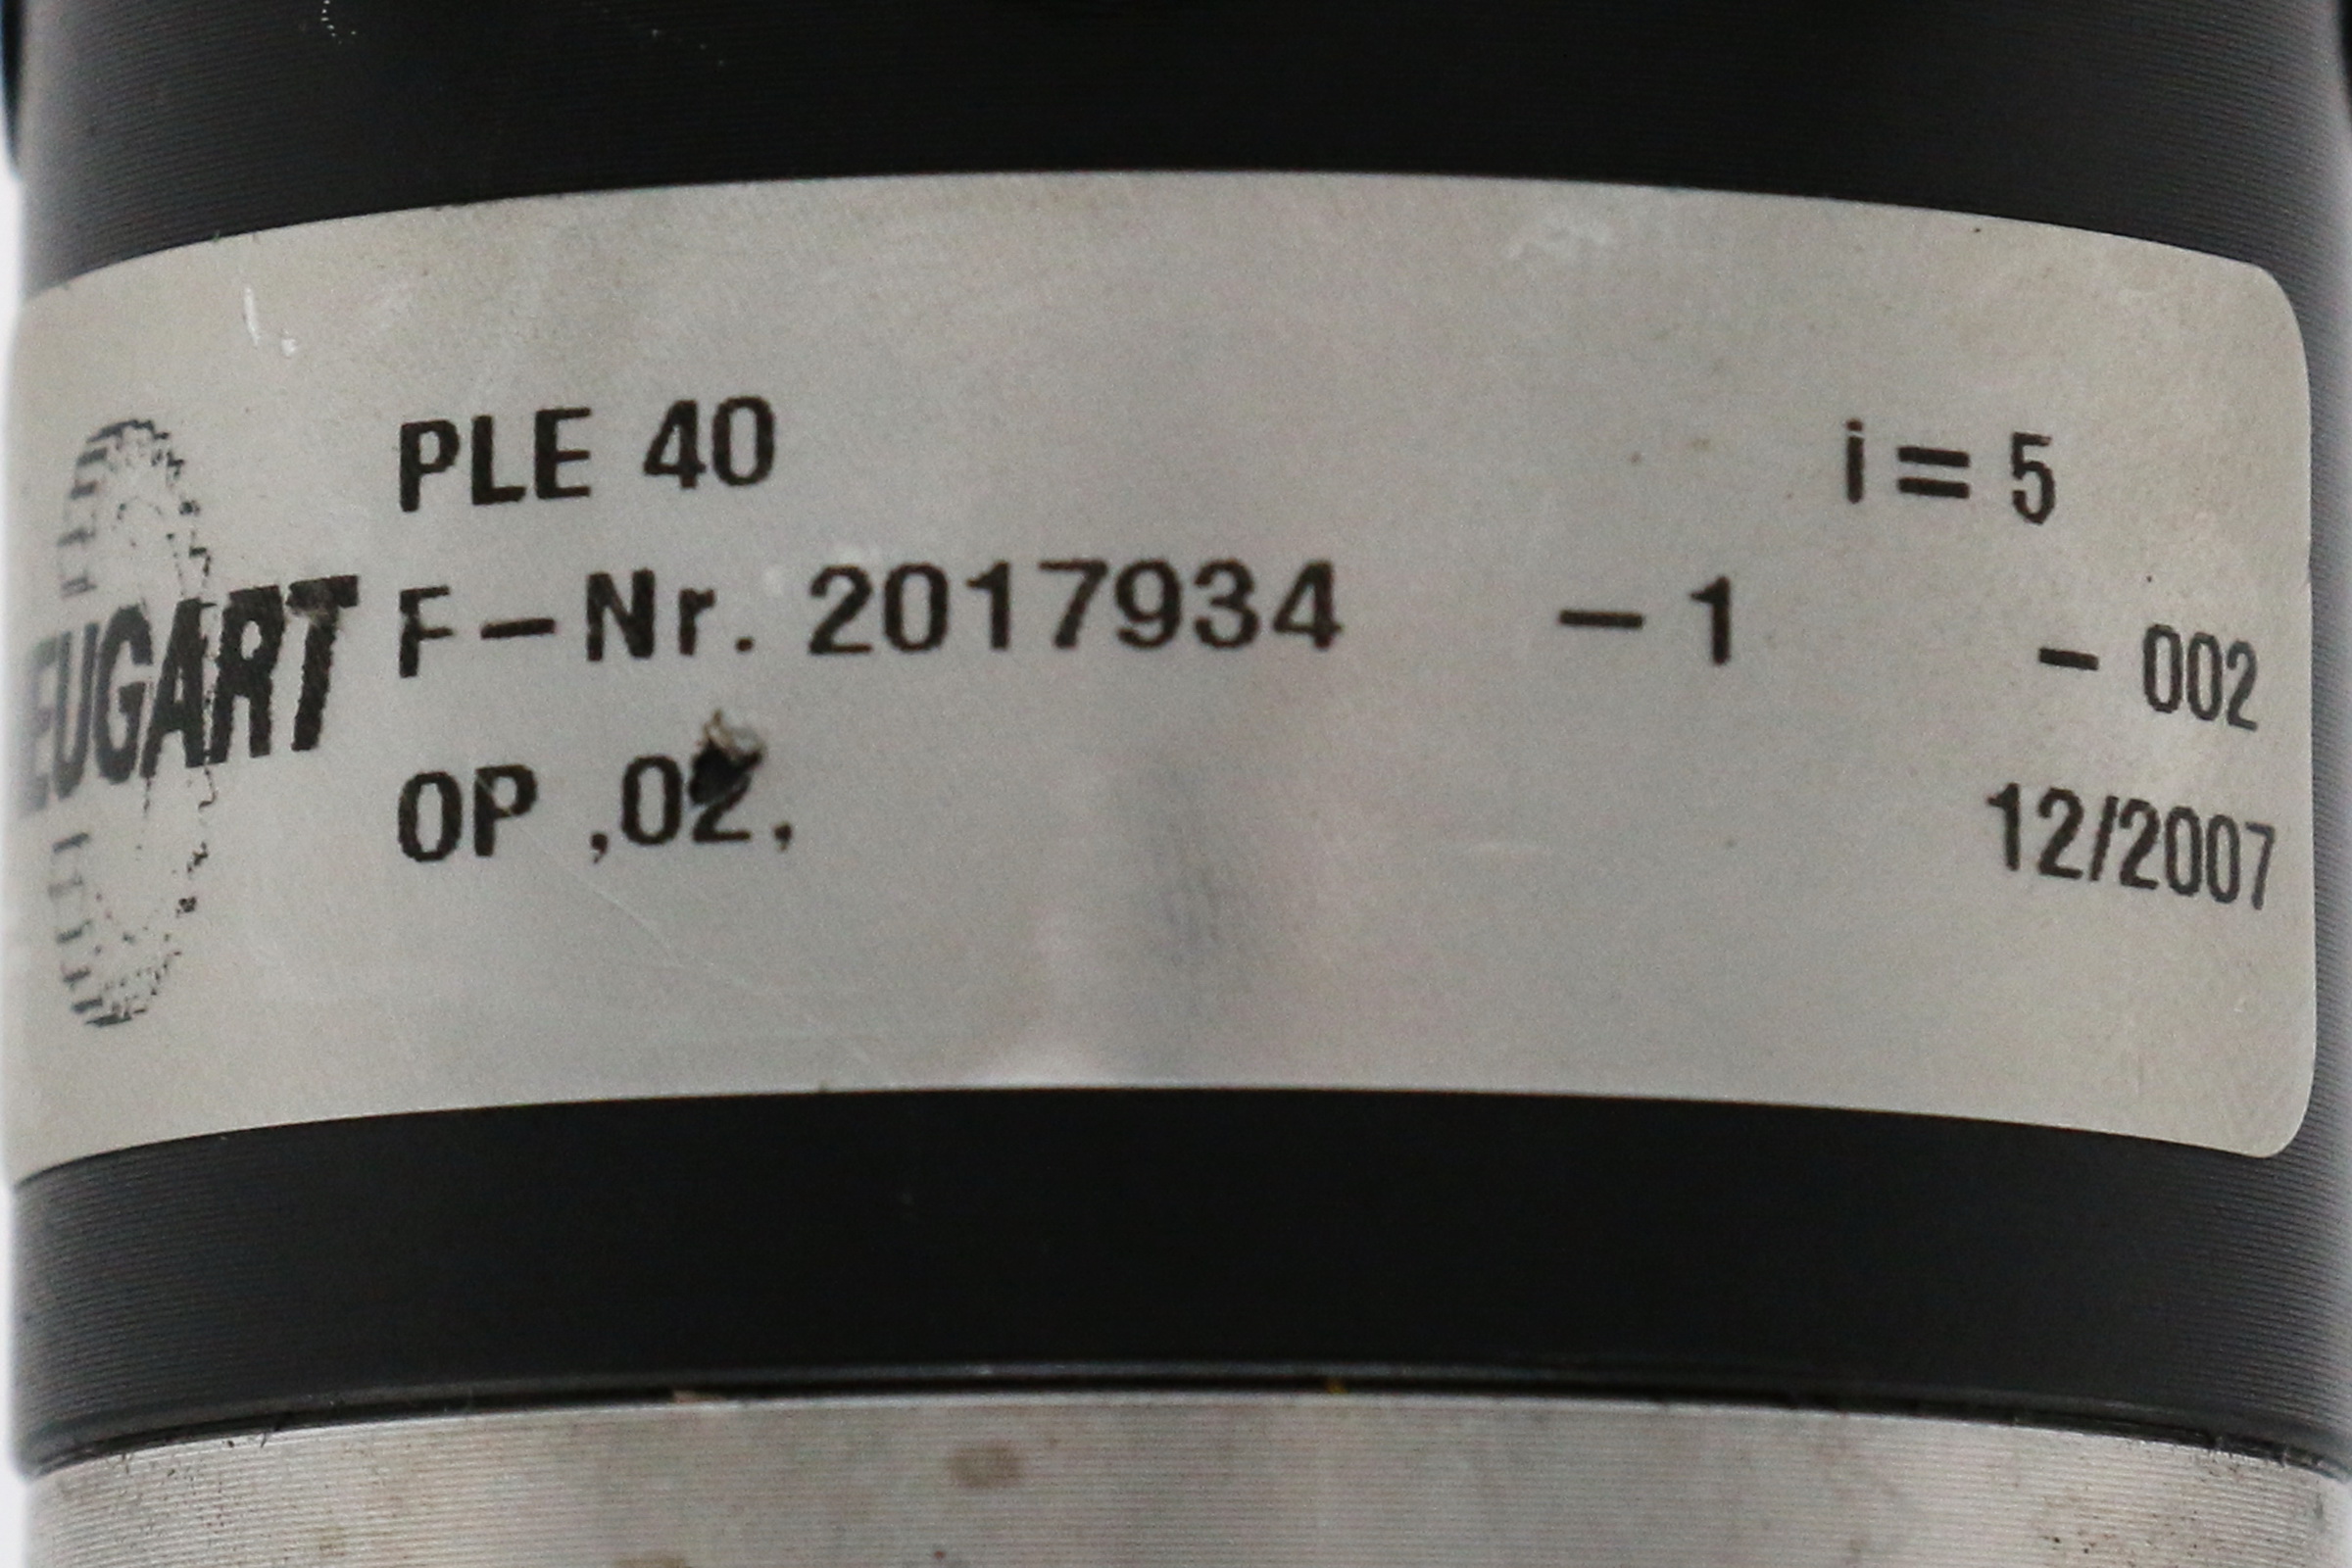 PLE 40 i = 5
EUGART F-Nr. 2017934 - 1 - 002
OP ,02, 12/2007